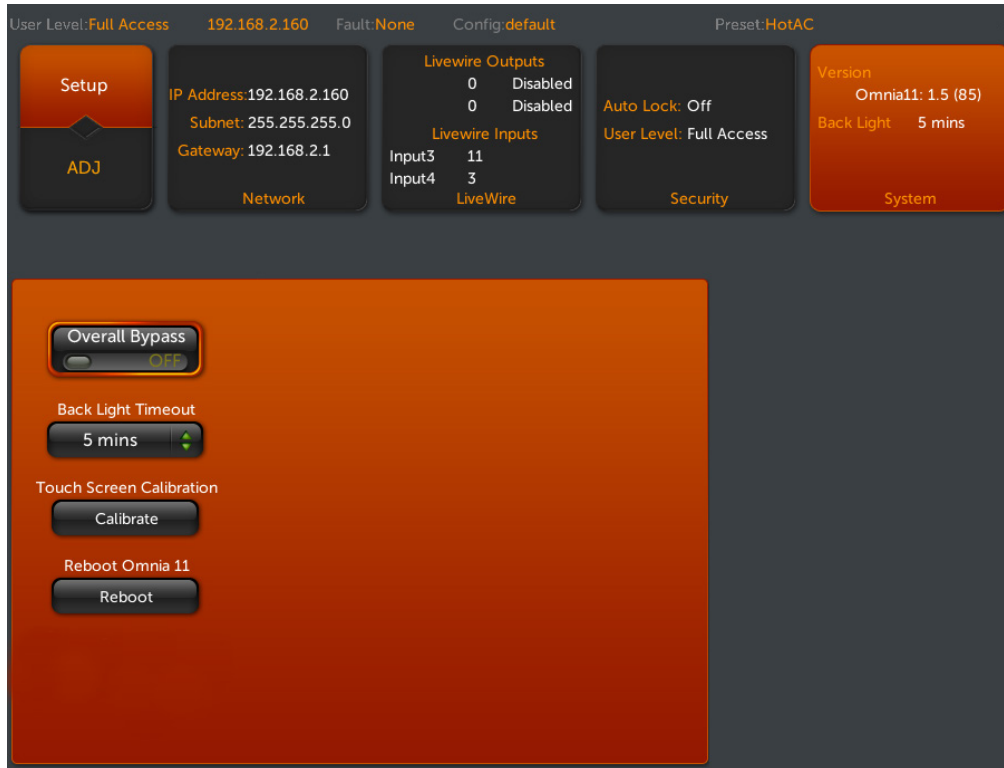 User Level:Full Access 192.168.2.160 Fault:None Config:default Preset:HotAC
Setup
ADJ
IP Address:192.168.2.160
Subnet: 255.255.255.0
Gateway: 192.168.2.1
Network
Livewire Outputs
0 Disabled
0 Disabled
Livewire Inputs
Input3 11
Input4 3
LiveWire
Auto Lock: Off
User Level: Full Access
Security
Version
Omnia11: 1.5 (85)
Back Light 5 mins
System
Overall Bypass
OFF
Back Light Timeout
5 mins
Touch Screen Calibration
Calibrate
Reboot Omnia 11
Reboot